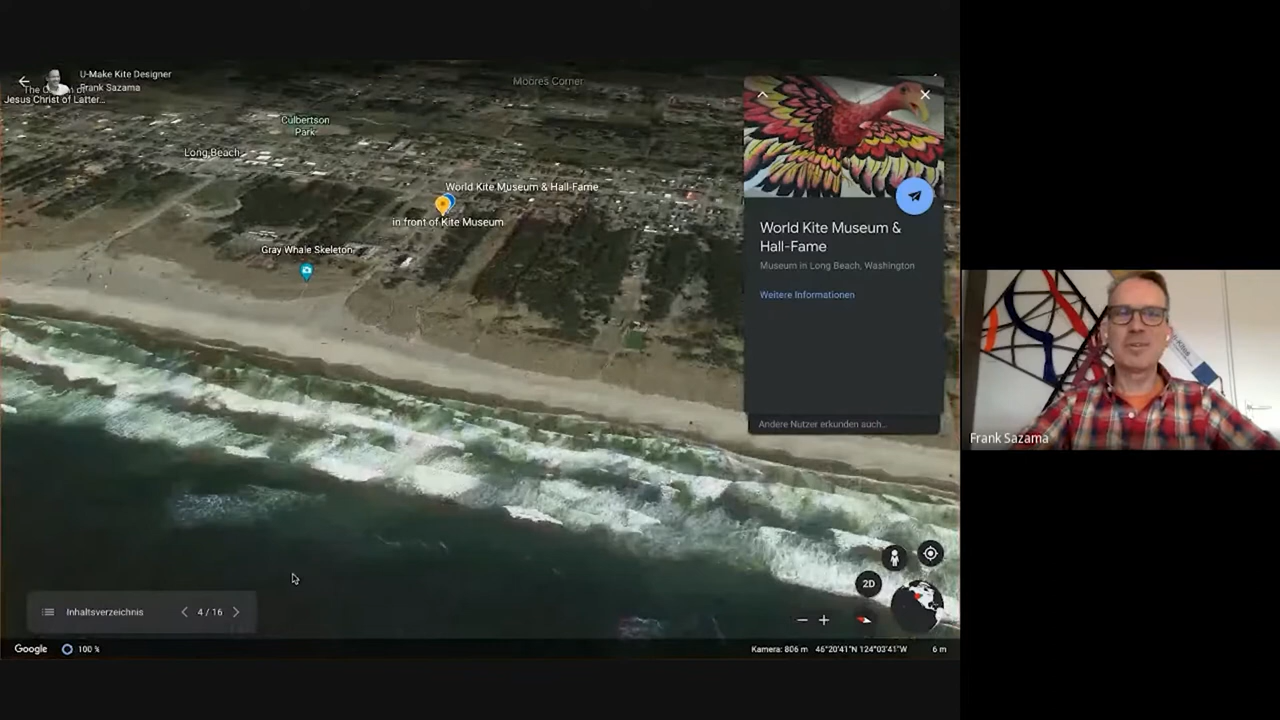 U-Make Kite Designer
Frank Sazama
The C
Jesus Christ of Latter...
Moores Corner
Culbertson
Park
Long Beach
World Kite Museum & Hall-Fame
in front of Kite Museum
Gray Whale Skeleton
World Kite Museum &
Hall-Fame
Museum in Long Beach, Washington
Weitere Informationen
Andere Nutzer erkunden auch...
Frank Sazama
2D
Inhaltsverzeichnis
4 / 16
Google
100 %
Kamera: 806 m 46°20'41"N 124°03'41"W 6 m